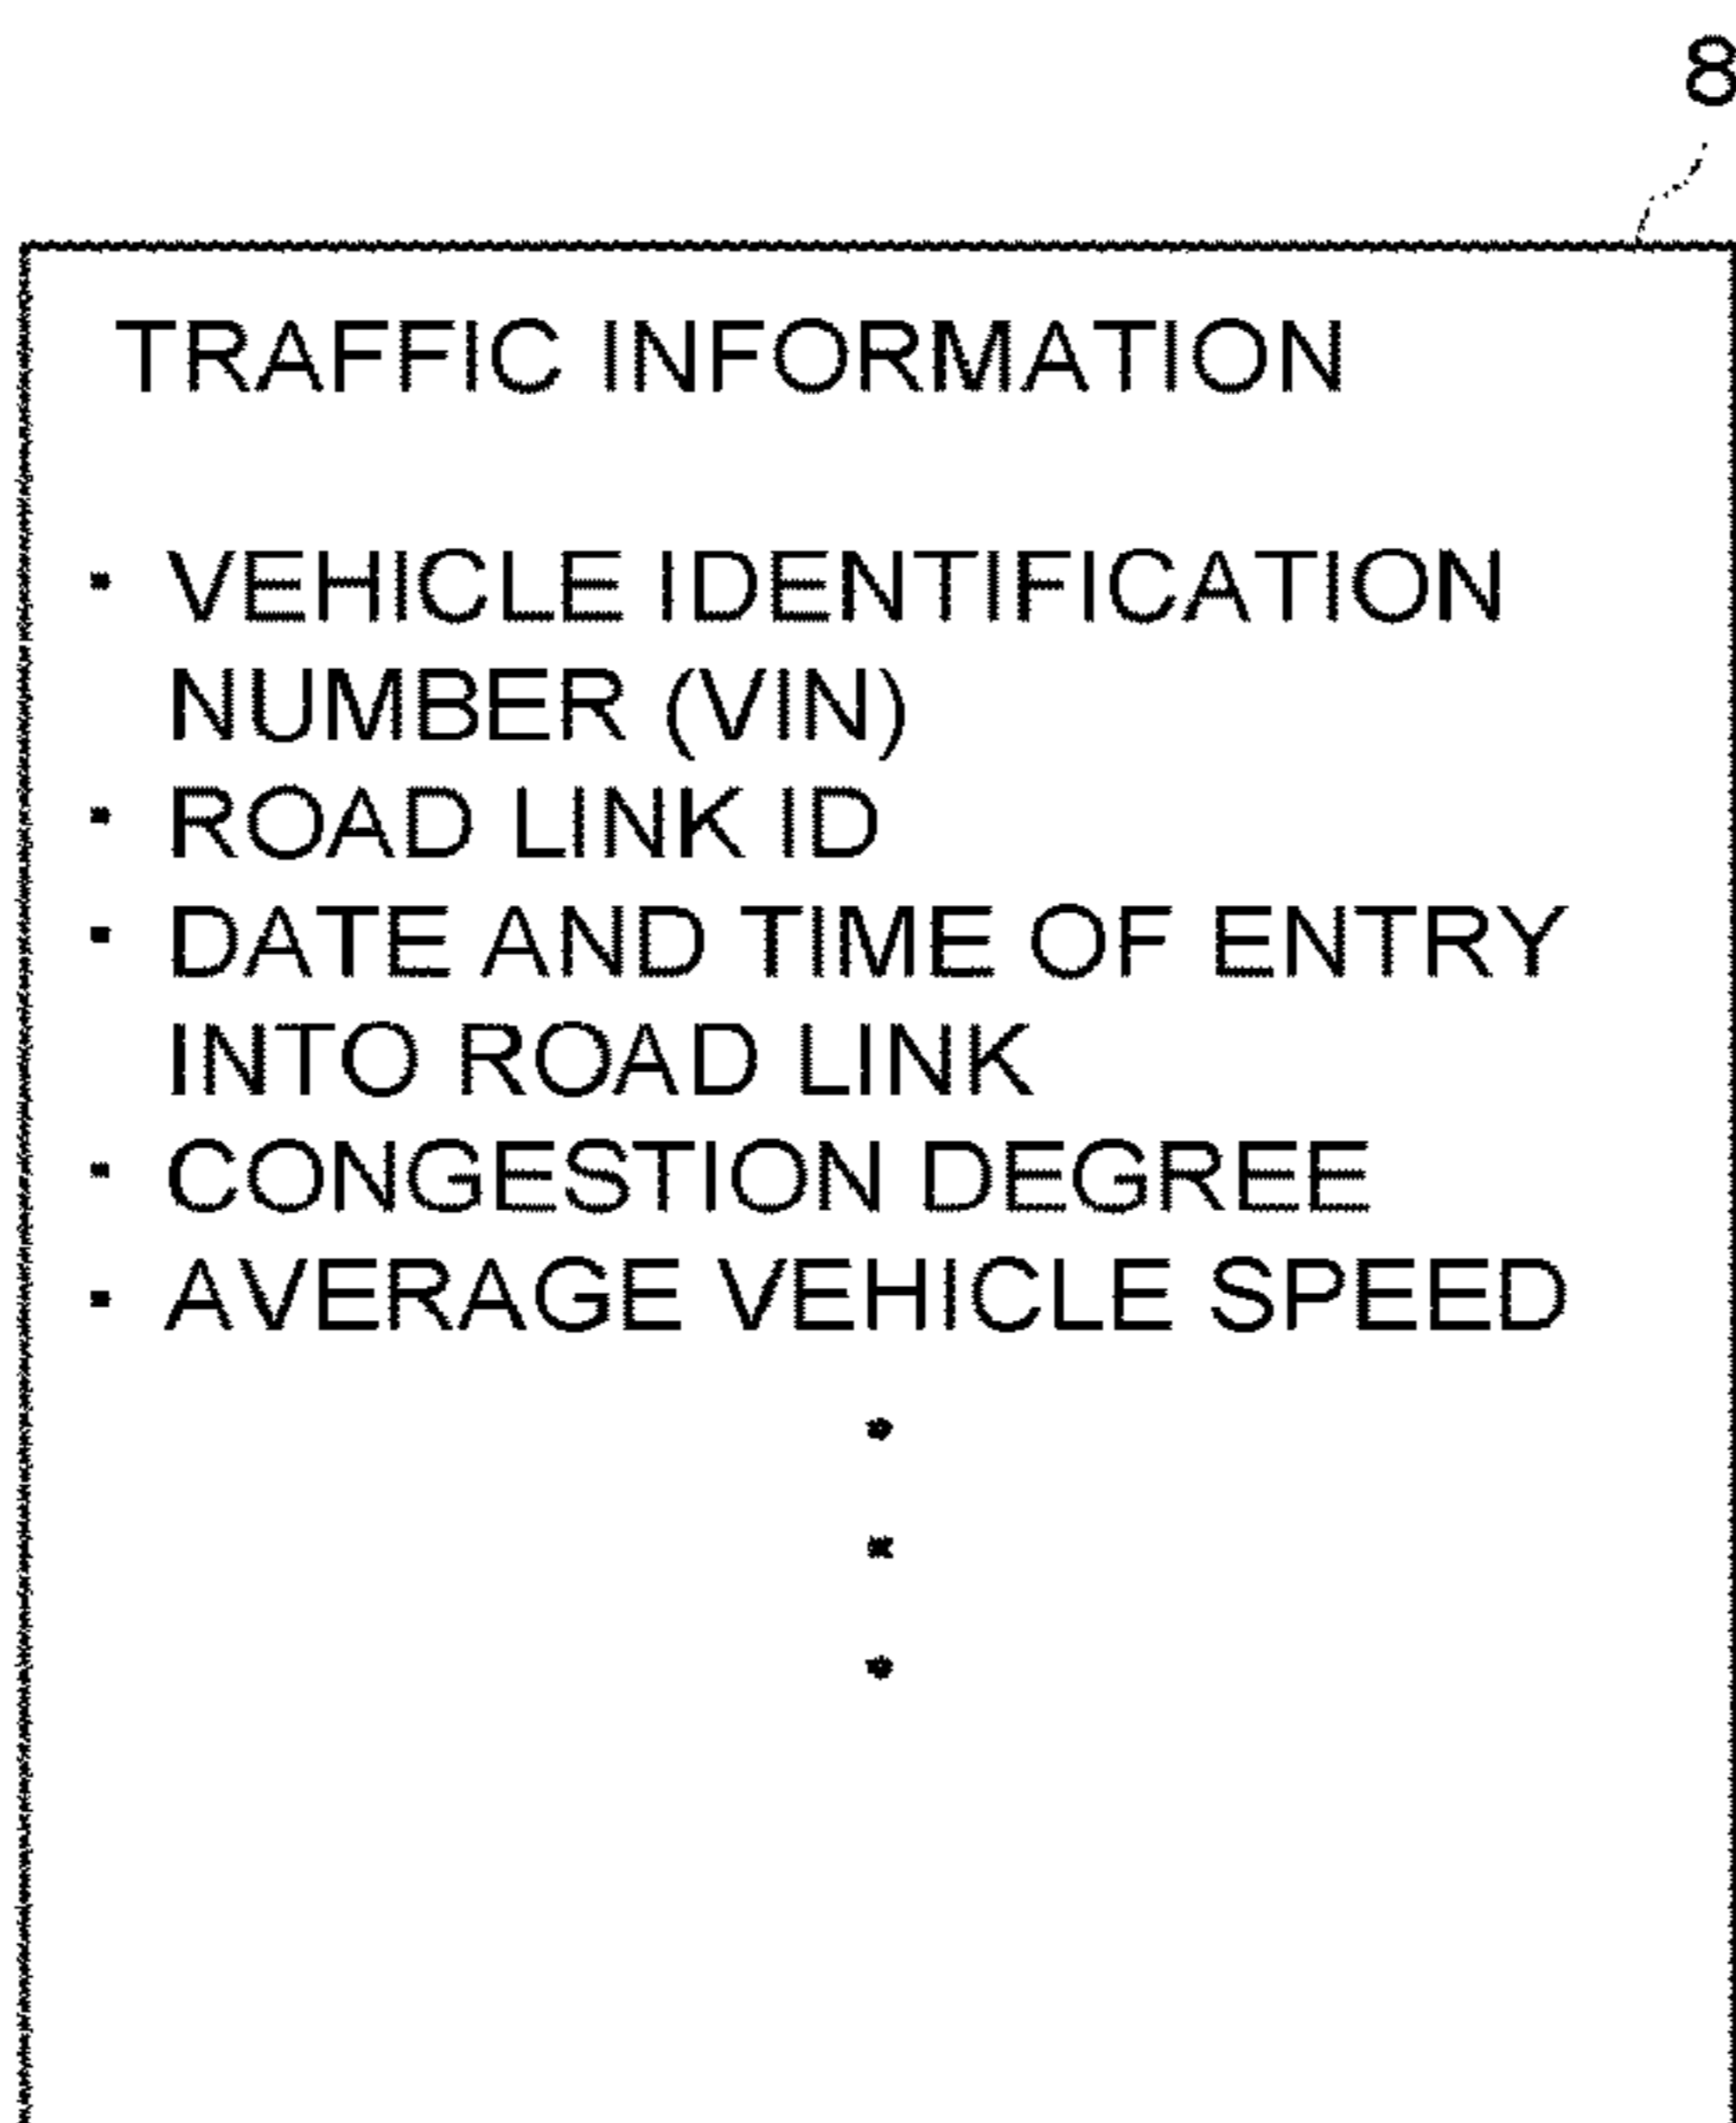 8
TRAFFIC INFORMATION
· VEHICLE IDENTIFICATION
NUMBER (VIN)
· ROAD LINK ID
· DATE AND TIME OF ENTRY
INTO ROAD LINK
· CONGESTION DEGREE
· AVERAGE VEHICLE SPEED